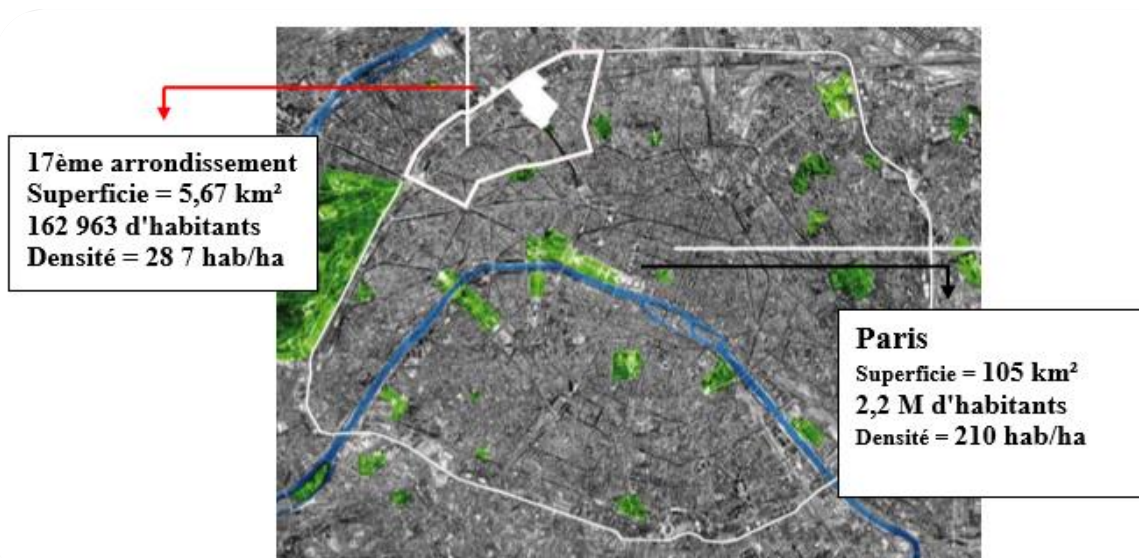 17ème arrondissement
Superficie = 5,67 km²
162 963 d'habitants
Densité = 28 7 hab/ha
Paris
Superficie = 105 km²
2,2 M d'habitants
Densité = 210 hab/ha